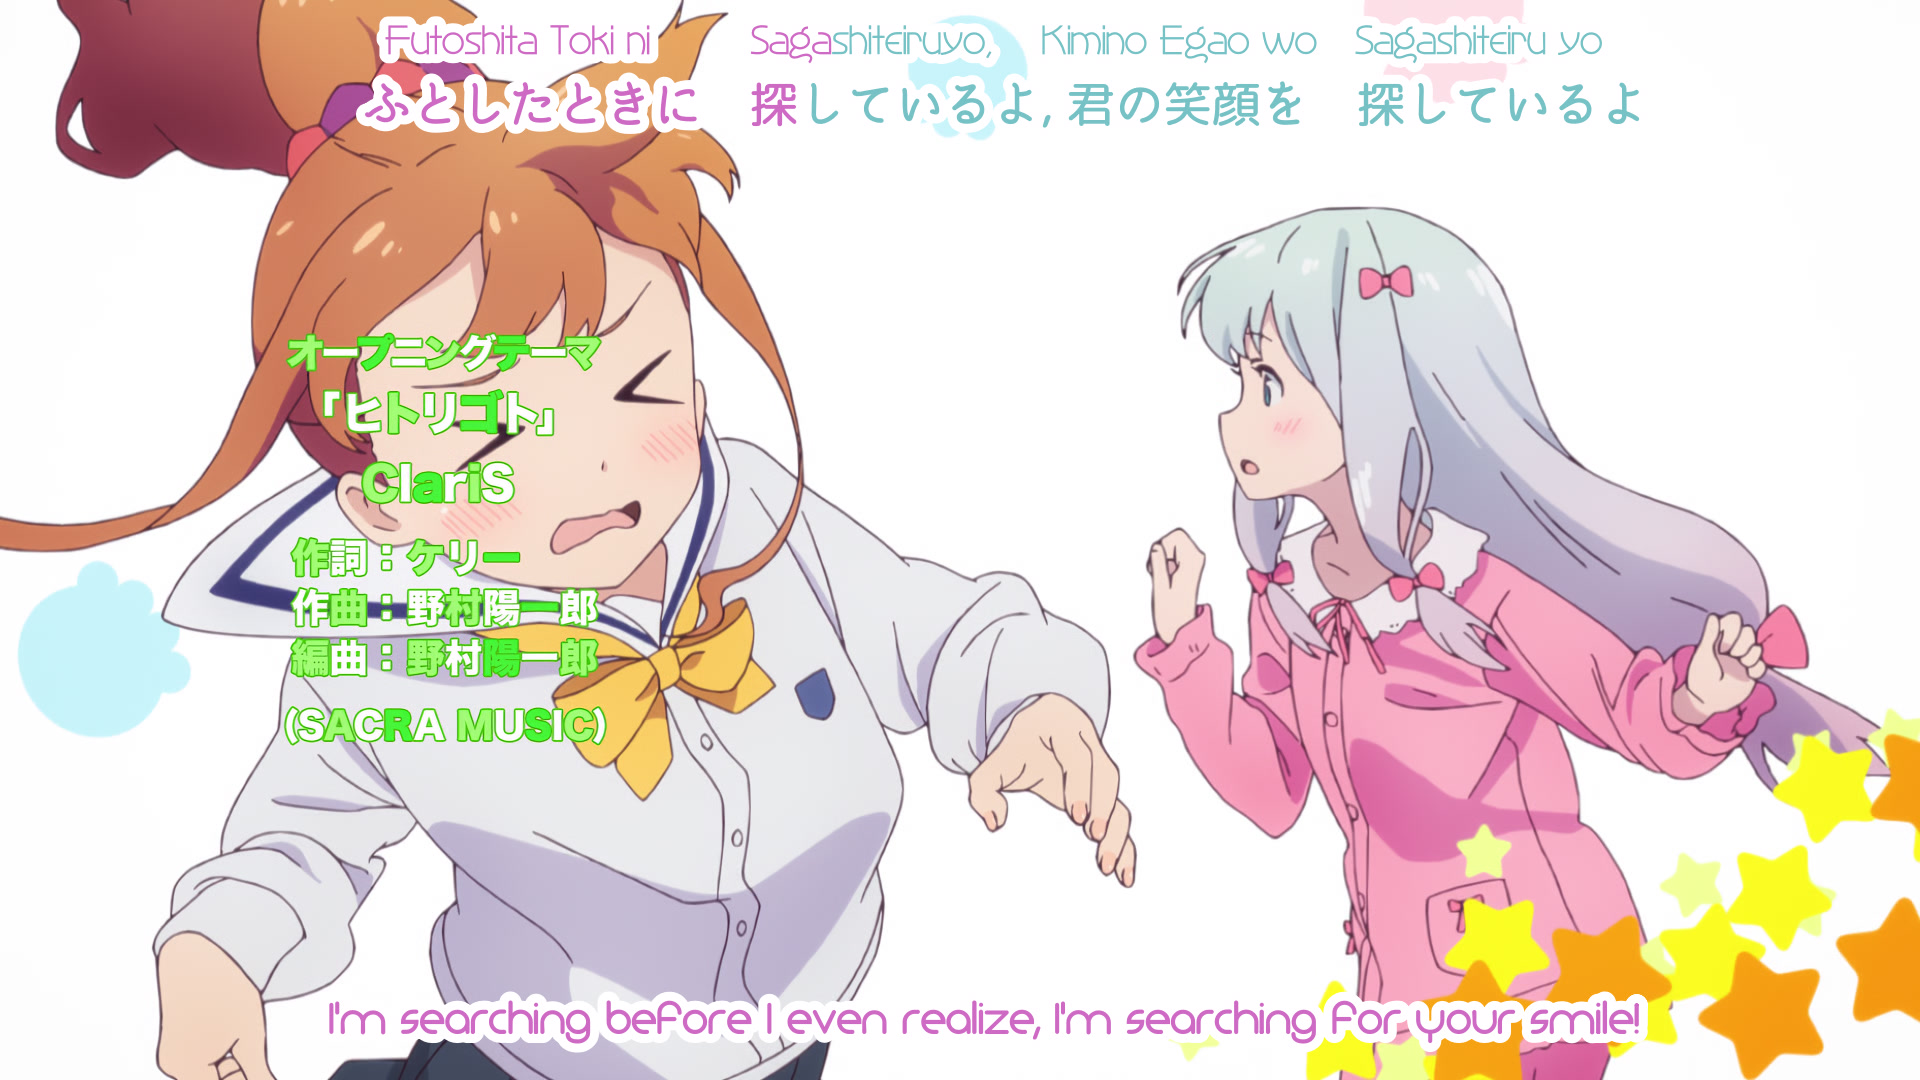 Futoshita Toki ni Sagashiteiruyo, Kimino Egao wo Sagashiteiru yo
ふとしたときに 探しているよ, 君の笑顔を 探しているよ
オープニングテーマ
「ヒトリゴト」
ClariS
作詞：ケリー
作曲：野村陽一郎
編曲：野村陽一郎
(SACRA MUSIC)
I'm searching before I even realize, I'm searching for your smile!